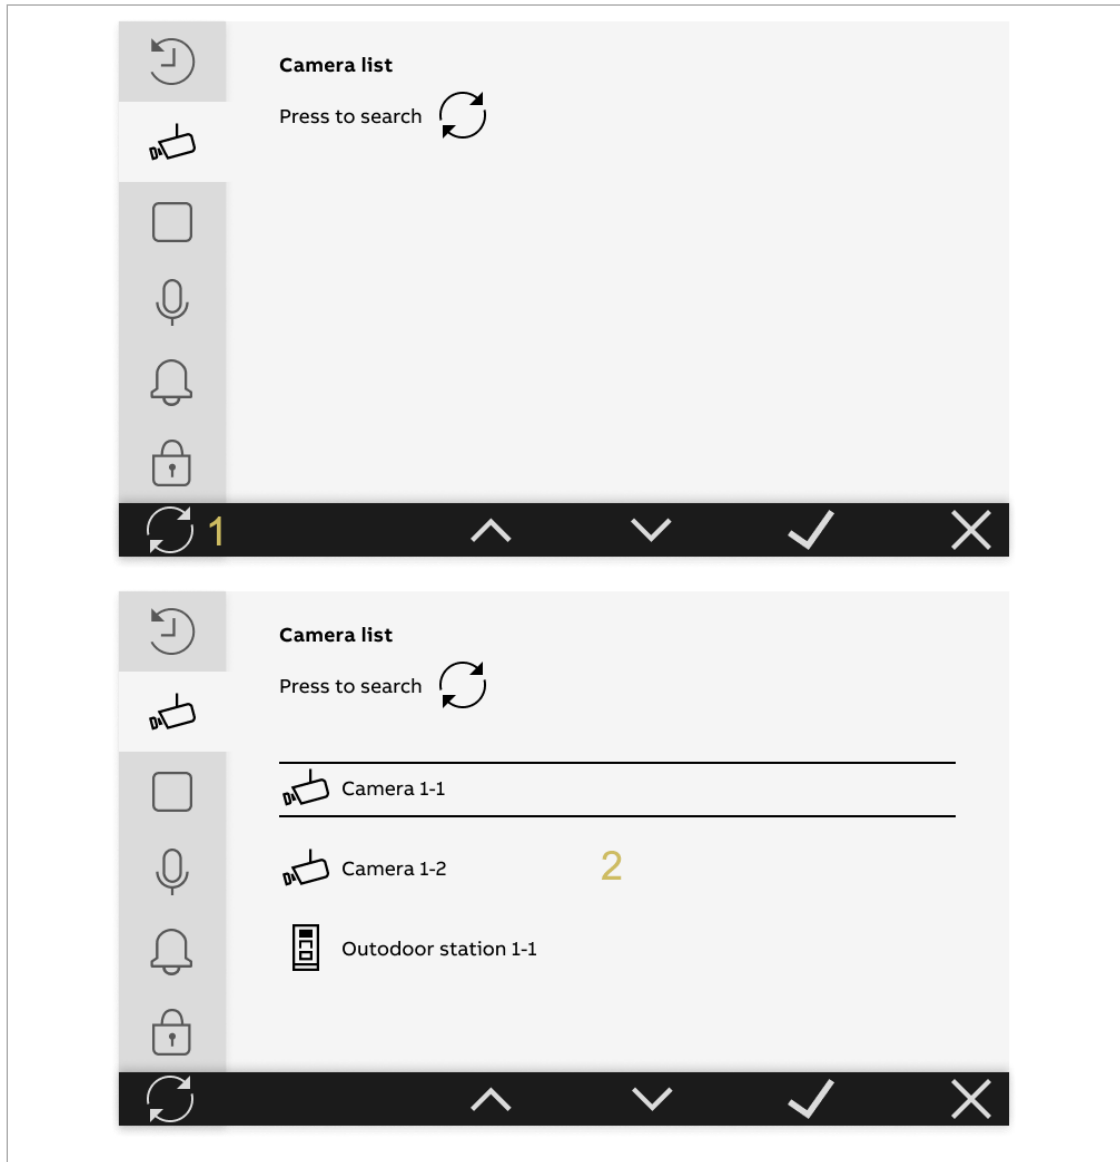 Camera list
Press to search
1
Camera list
Press to search
Camera 1-1
Camera 1-2
2
Outodoor station 1-1